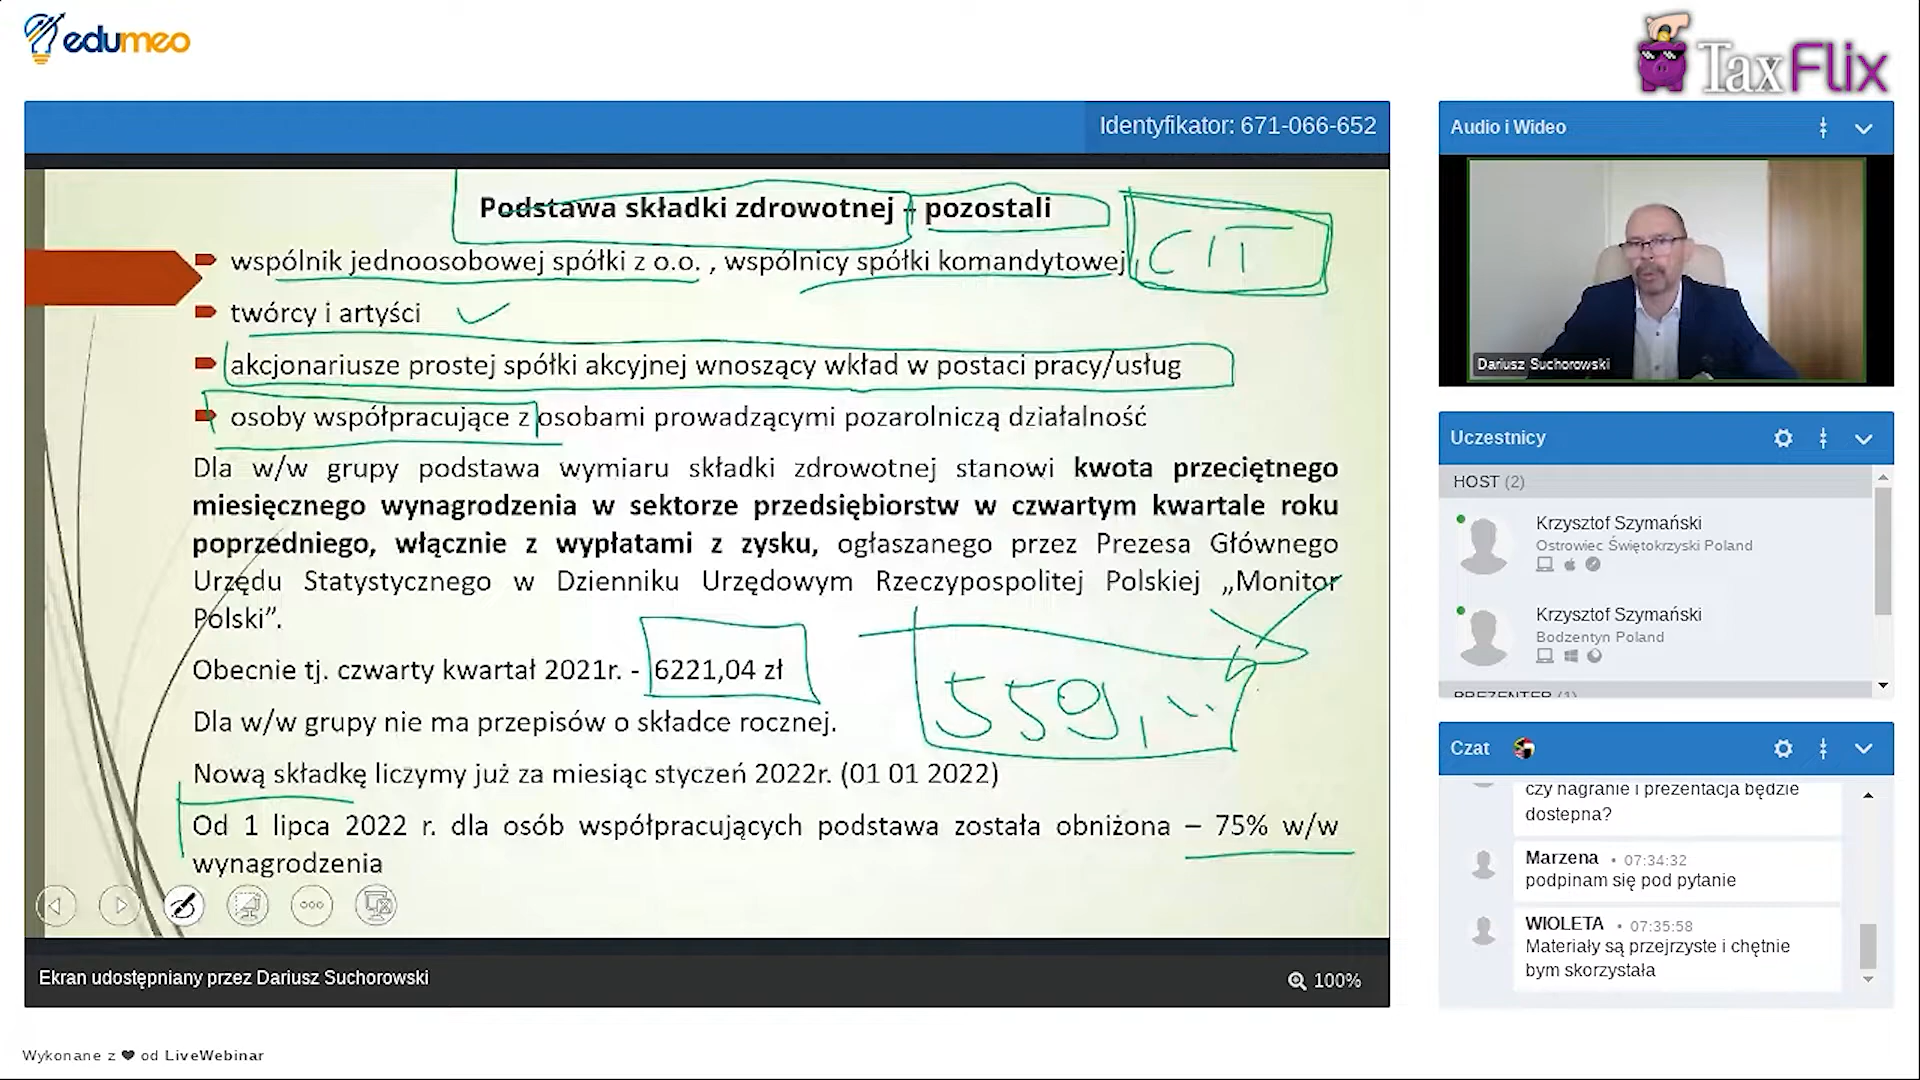 edumeo
TaxFlix
Identyfikator: 671-066-652
Podstawa składki zdrowotnej – pozostali
CIT
wspólnik jednoosobowej spółki z o.o. , wspólnicy spółki komandytowej
twórcy i artyści
akcjonariusze prostej spółki akcyjnej wnoszący wkład w postaci pracy/usług
osoby współpracujące z osobami prowadzącymi pozarolniczą działalność
Dla w/w grupy podstawa wymiaru składki zdrowotnej stanowi kwota przeciętnego
miesięcznego wynagrodzenia w sektorze przedsiębiorstw w czwartym kwartale roku
poprzedniego, włącznie z wypłatami z zysku, ogłaszanego przez Prezesa Głównego
Urzędu Statystycznego w Dzienniku Urzędowym Rzeczypospolitej Polskiej „Monitor
Polski”.
Obecnie tj. czwarty kwartał 2021r. - 6221,04 zł
559,
Dla w/w grupy nie ma przepisów o składce rocznej.
Nową składkę liczymy już za miesiąc styczeń 2022r. (01 01 2022)
Od 1 lipca 2022 r. dla osób współpracujących podstawa została obniżona – 75% w/w
wynagrodzenia
Ekran udostępniany przez Dariusz Suchorowski
100%
Wykonane z ❤ od LiveWebinar
Audio i Wideo
Dariusz Suchorowski
Uczestnicy
HOST (2)
Krzysztof Szymański
Ostrowiec Świętokrzyski Poland
Krzysztof Szymański
Bodzentyn Poland
PREZENTER (1)
Czat
czy nagranie i prezentacja będzie
dostepna?
Marzena • 07:34:32
podpinam się pod pytanie
WIOLETA • 07:35:58
Materiały są przejrzyste i chętnie
bym skorzystała